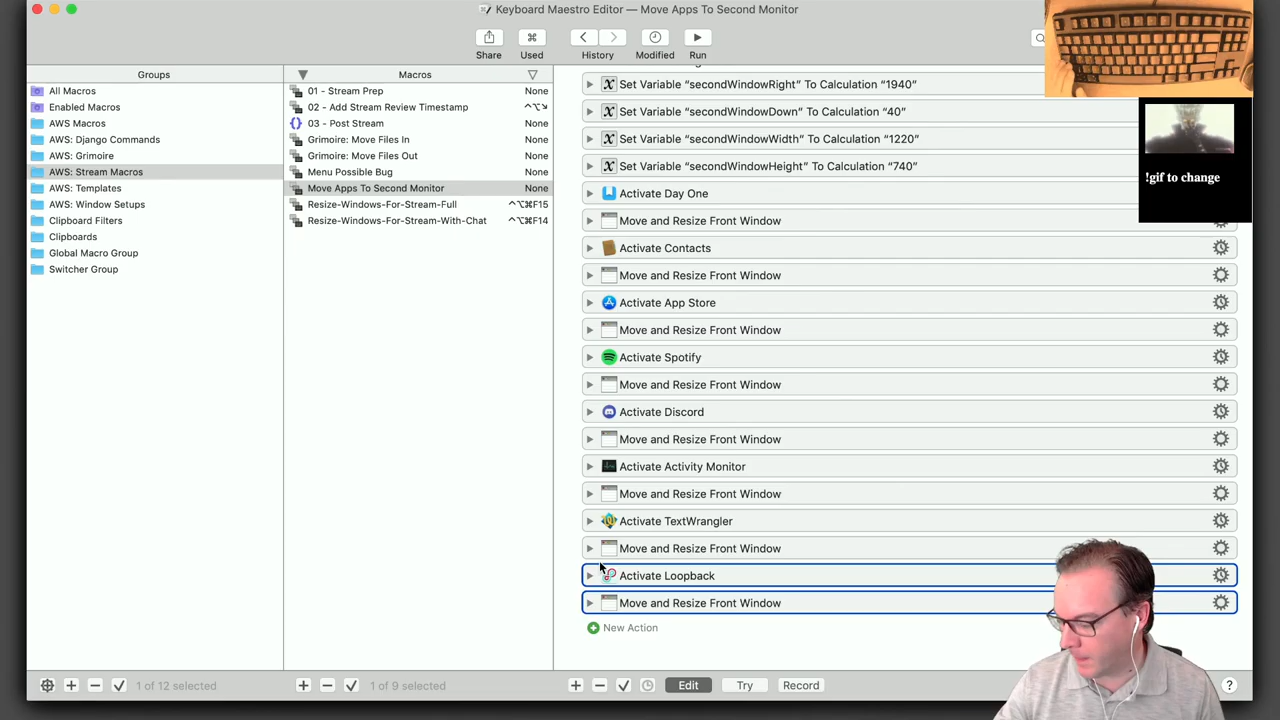 Keyboard Maestro Editor — Move Apps To Second Monitor
Share
Used
History
Modified
Run
Groups
All Macros
Enabled Macros
AWS Macros
AWS: Django Commands
AWS: Grimoire
AWS: Stream Macros
AWS: Templates
AWS: Window Setups
Clipboard Filters
Clipboards
Global Macro Group
Switcher Group
Macros
01 - Stream Prep None
02 - Add Stream Review Timestamp ^⌥↘
03 - Post Stream None
Grimoire: Move Files In None
Grimoire: Move Files Out None
Menu Possible Bug None
Move Apps To Second Monitor None
Resize-Windows-For-Stream-Full ^⌥⌘F15
Resize-Windows-For-Stream-With-Chat ^⌥⌘F14
Set Variable “secondWindowRight” To Calculation “1940”
Set Variable “secondWindowDown” To Calculation “40”
Set Variable “secondWindowWidth” To Calculation “1220”
Set Variable “secondWindowHeight” To Calculation “740”
Activate Day One
Move and Resize Front Window
Activate Contacts
Move and Resize Front Window
Activate App Store
Move and Resize Front Window
Activate Spotify
Move and Resize Front Window
Activate Discord
Move and Resize Front Window
Activate Activity Monitor
Move and Resize Front Window
Activate TextWrangler
Move and Resize Front Window
Activate Loopback
Move and Resize Front Window
New Action
!gif to change
1 of 12 selected
1 of 9 selected
Edit
Try
Record
?